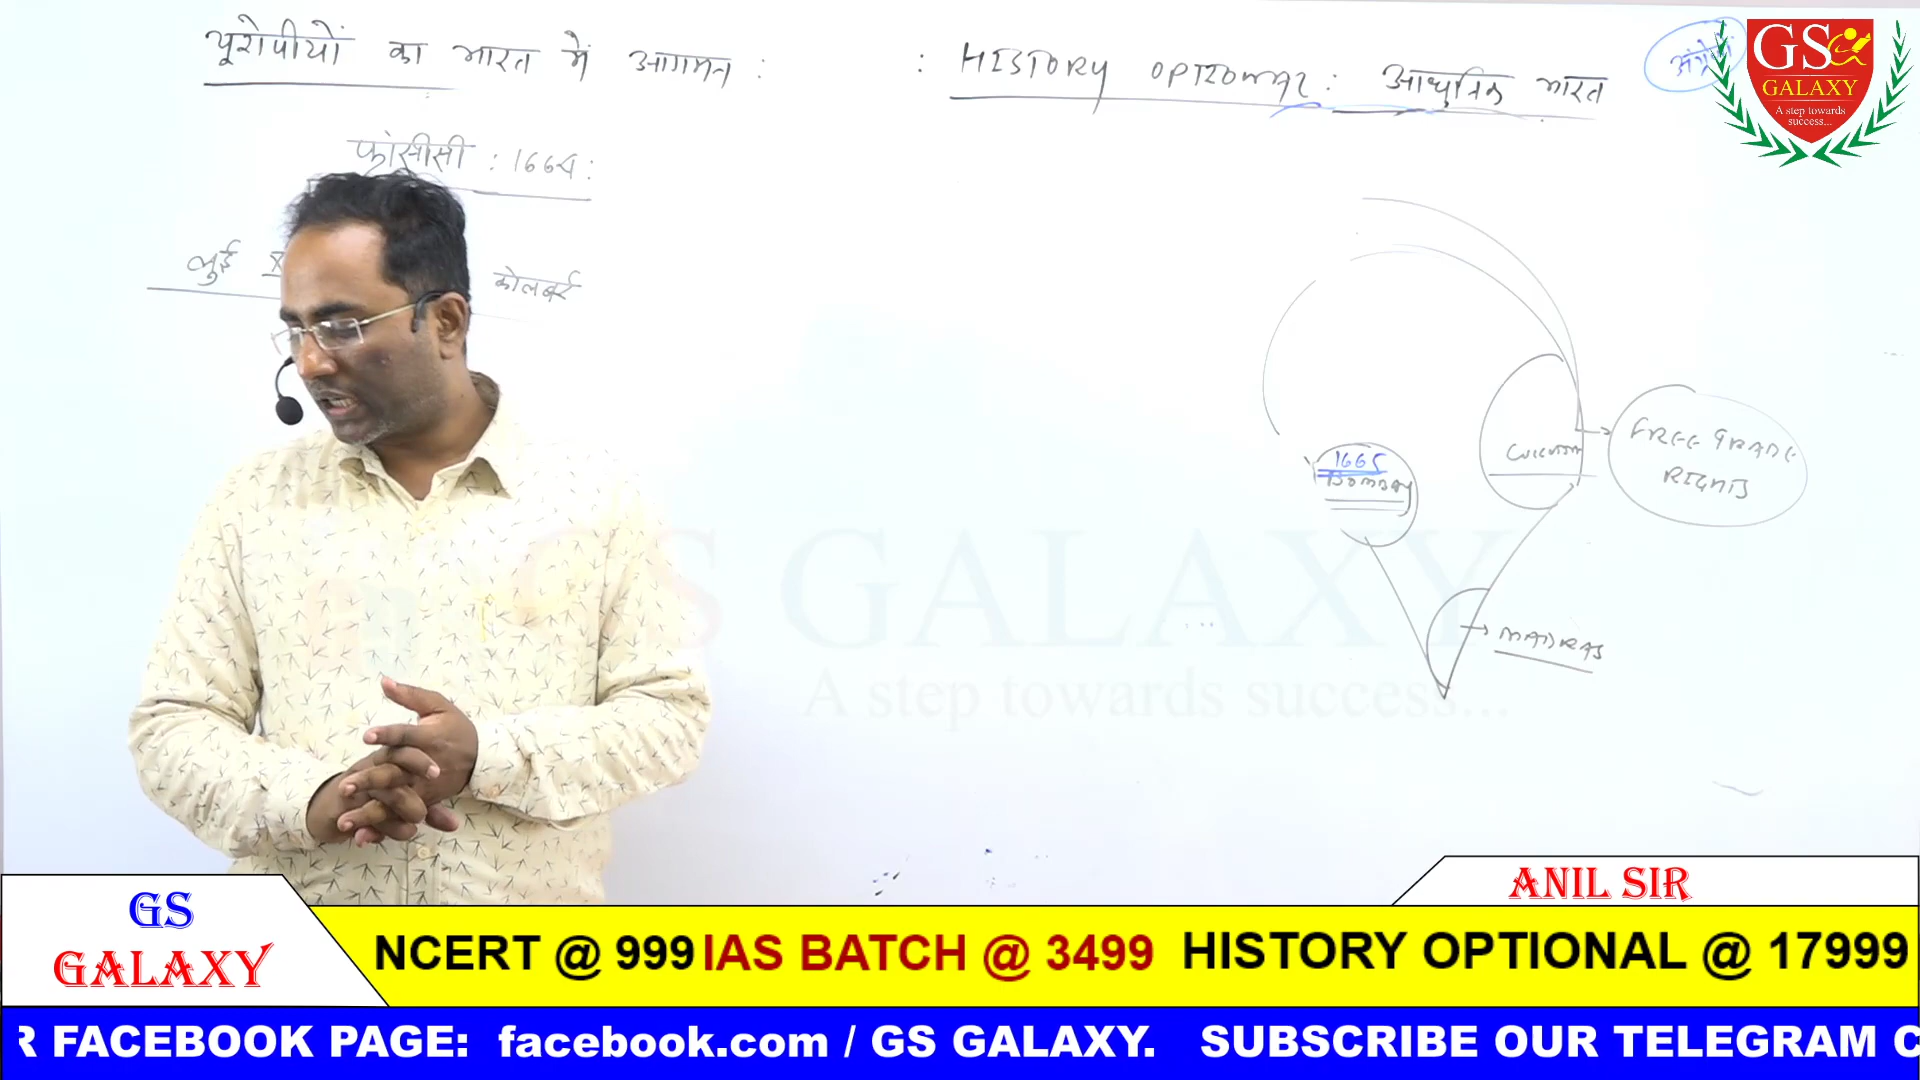 यूरोपीयों का भारत में आगमन :
: HISTORY OPTIONAL : आधुनिक भारत
GS
GALAXY
A step towards
success...
फ्रांसीसी : 1664 :
लुई
कोलबर्ट
1665
BOMBAY
CALCUTTA
FREE TRADE
RIGHTS
MADRAS
GS GALAXY
A step towards success...
ANIL SIR
GS
GALAXY
NCERT @ 999 IAS BATCH @ 3499 HISTORY OPTIONAL @ 17999
R FACEBOOK PAGE: facebook.com / GS GALAXY. SUBSCRIBE OUR TELEGRAM C